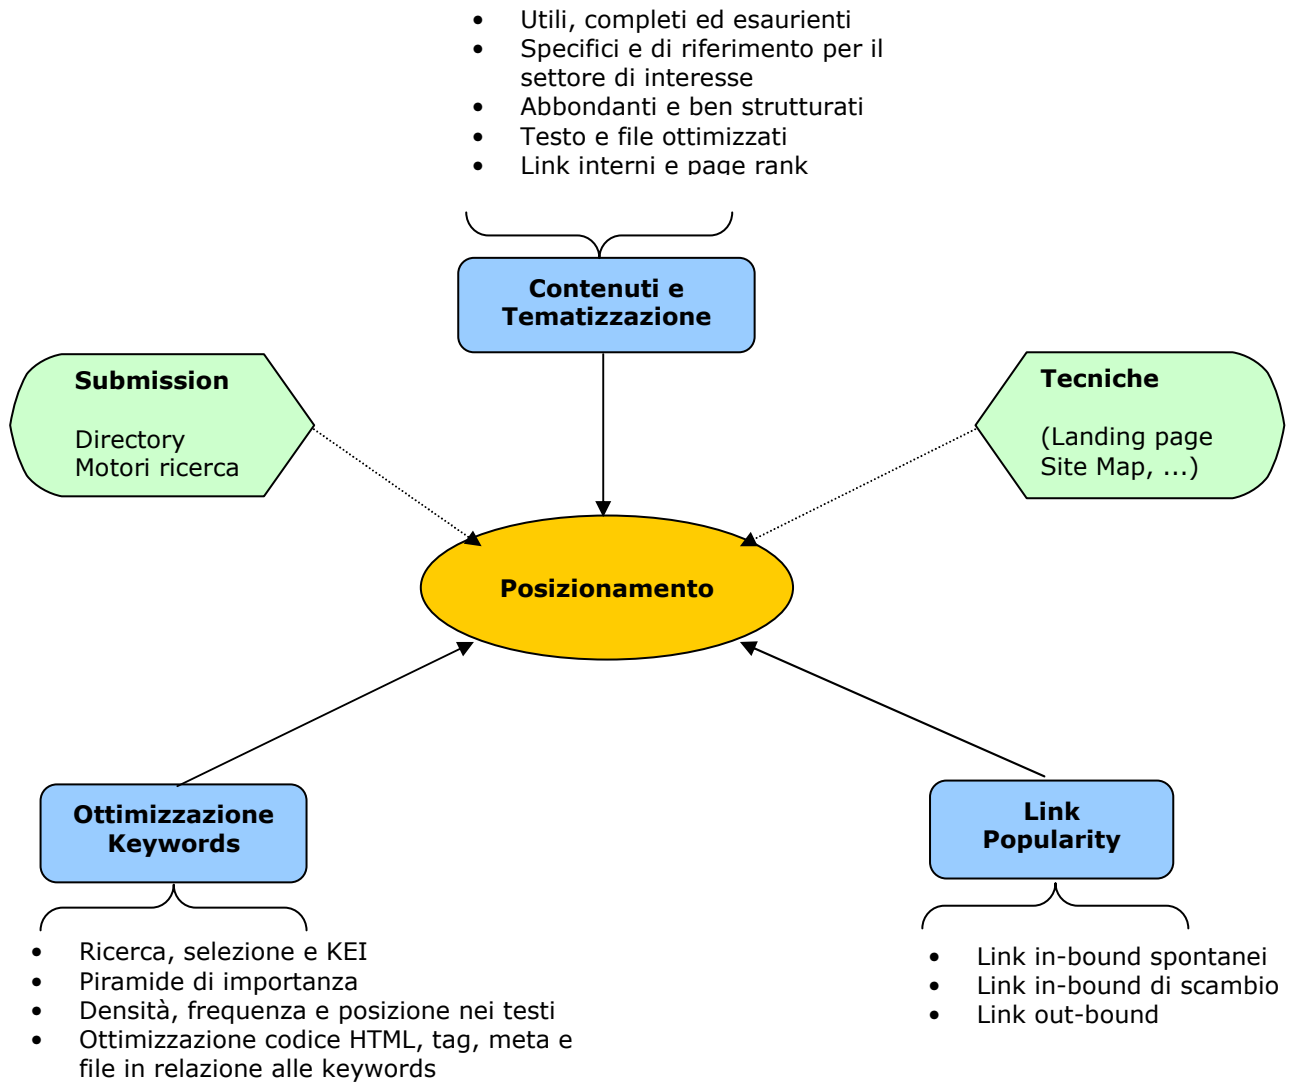 • Utili, completi ed esaurienti
• Specifici e di riferimento per il
settore di interesse
• Abbondanti e ben strutturati
• Testo e file ottimizzati
• Link interni e page rank
Contenuti e
Tematizzazione
Submission
Directory
Motori ricerca
Tecniche
(Landing page
Site Map, ...)
Posizionamento
Ottimizzazione
Keywords
• Ricerca, selezione e KEI
• Piramide di importanza
• Densità, frequenza e posizione nei testi
• Ottimizzazione codice HTML, tag, meta e
file in relazione alle keywords
Link
Popularity
• Link in-bound spontanei
• Link in-bound di scambio
• Link out-bound